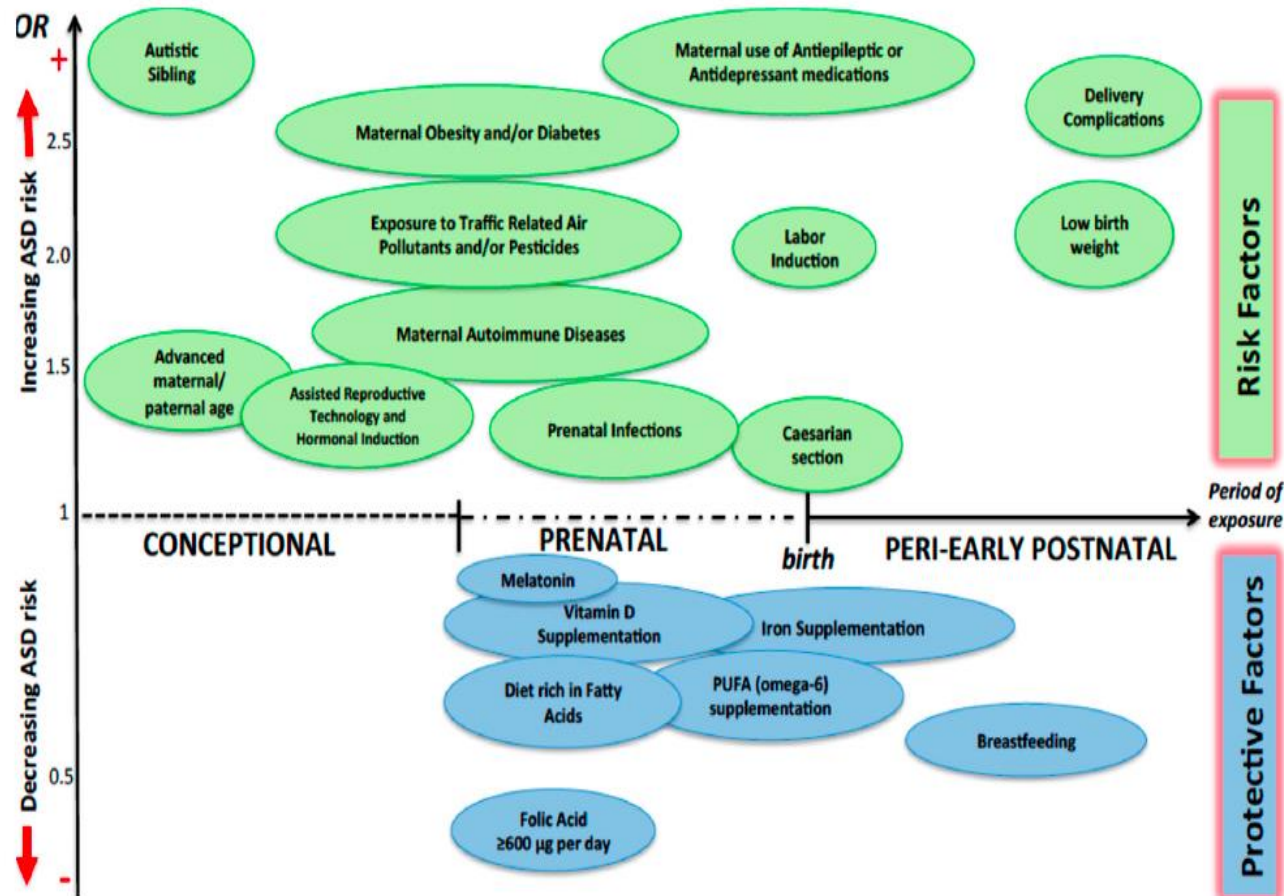 OR
+
Autistic
Sibling
Maternal use of Antiepileptic or
Antidepressant medications
Delivery
Complications
2.5
Maternal Obesity and/or Diabetes
Increasing ASD risk
Exposure to Traffic Related Air
Pollutants and/or Pesticides
Labor
Induction
Low birth
weight
2.0
Risk Factors
Maternal Autoimmune Diseases
1.5
Advanced
maternal/
paternal age
Assisted Reproductive
Technology and
Hormonal Induction
Prenatal Infections
Caesarian
section
1
Period of
exposure
CONCEPTIONAL
PRENATAL
birth
PERI-EARLY POSTNATAL
Melatonin
Vitamin D
Supplementation
Iron Supplementation
Decreasing ASD risk
Diet rich in Fatty
Acids
PUFA (omega-6)
supplementation
Breastfeeding
Protective Factors
0.5
Folic Acid
≥600 µg per day
-